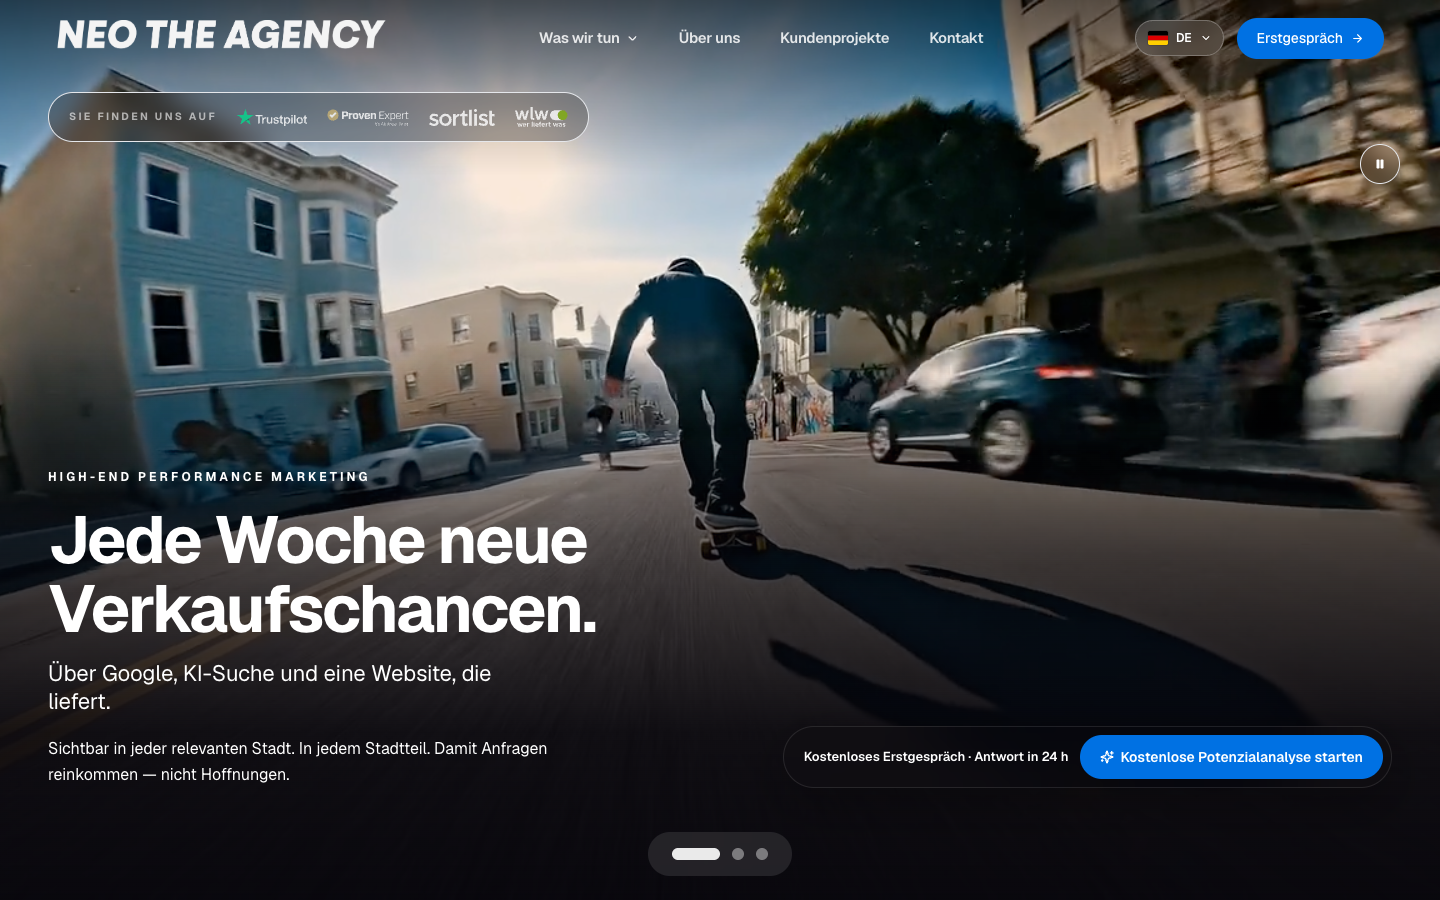 NEO THE AGENCY
Was wir tun
Über uns
Kundenprojekte
Kontakt
DE
Erstgespräch
SIE FINDEN UNS AUF
Trustpilot
ProvenExpert
sortlist
wlw
wer liefert was
HIGH-END PERFORMANCE MARKETING
Jede Woche neue
Verkaufschancen.
Über Google, KI-Suche und eine Website, die
liefert.
Sichtbar in jeder relevanten Stadt. In jedem Stadtteil. Damit Anfragen
reinkommen — nicht Hoffnungen.
Kostenloses Erstgespräch · Antwort in 24 h
Kostenlose Potenzialanalyse starten